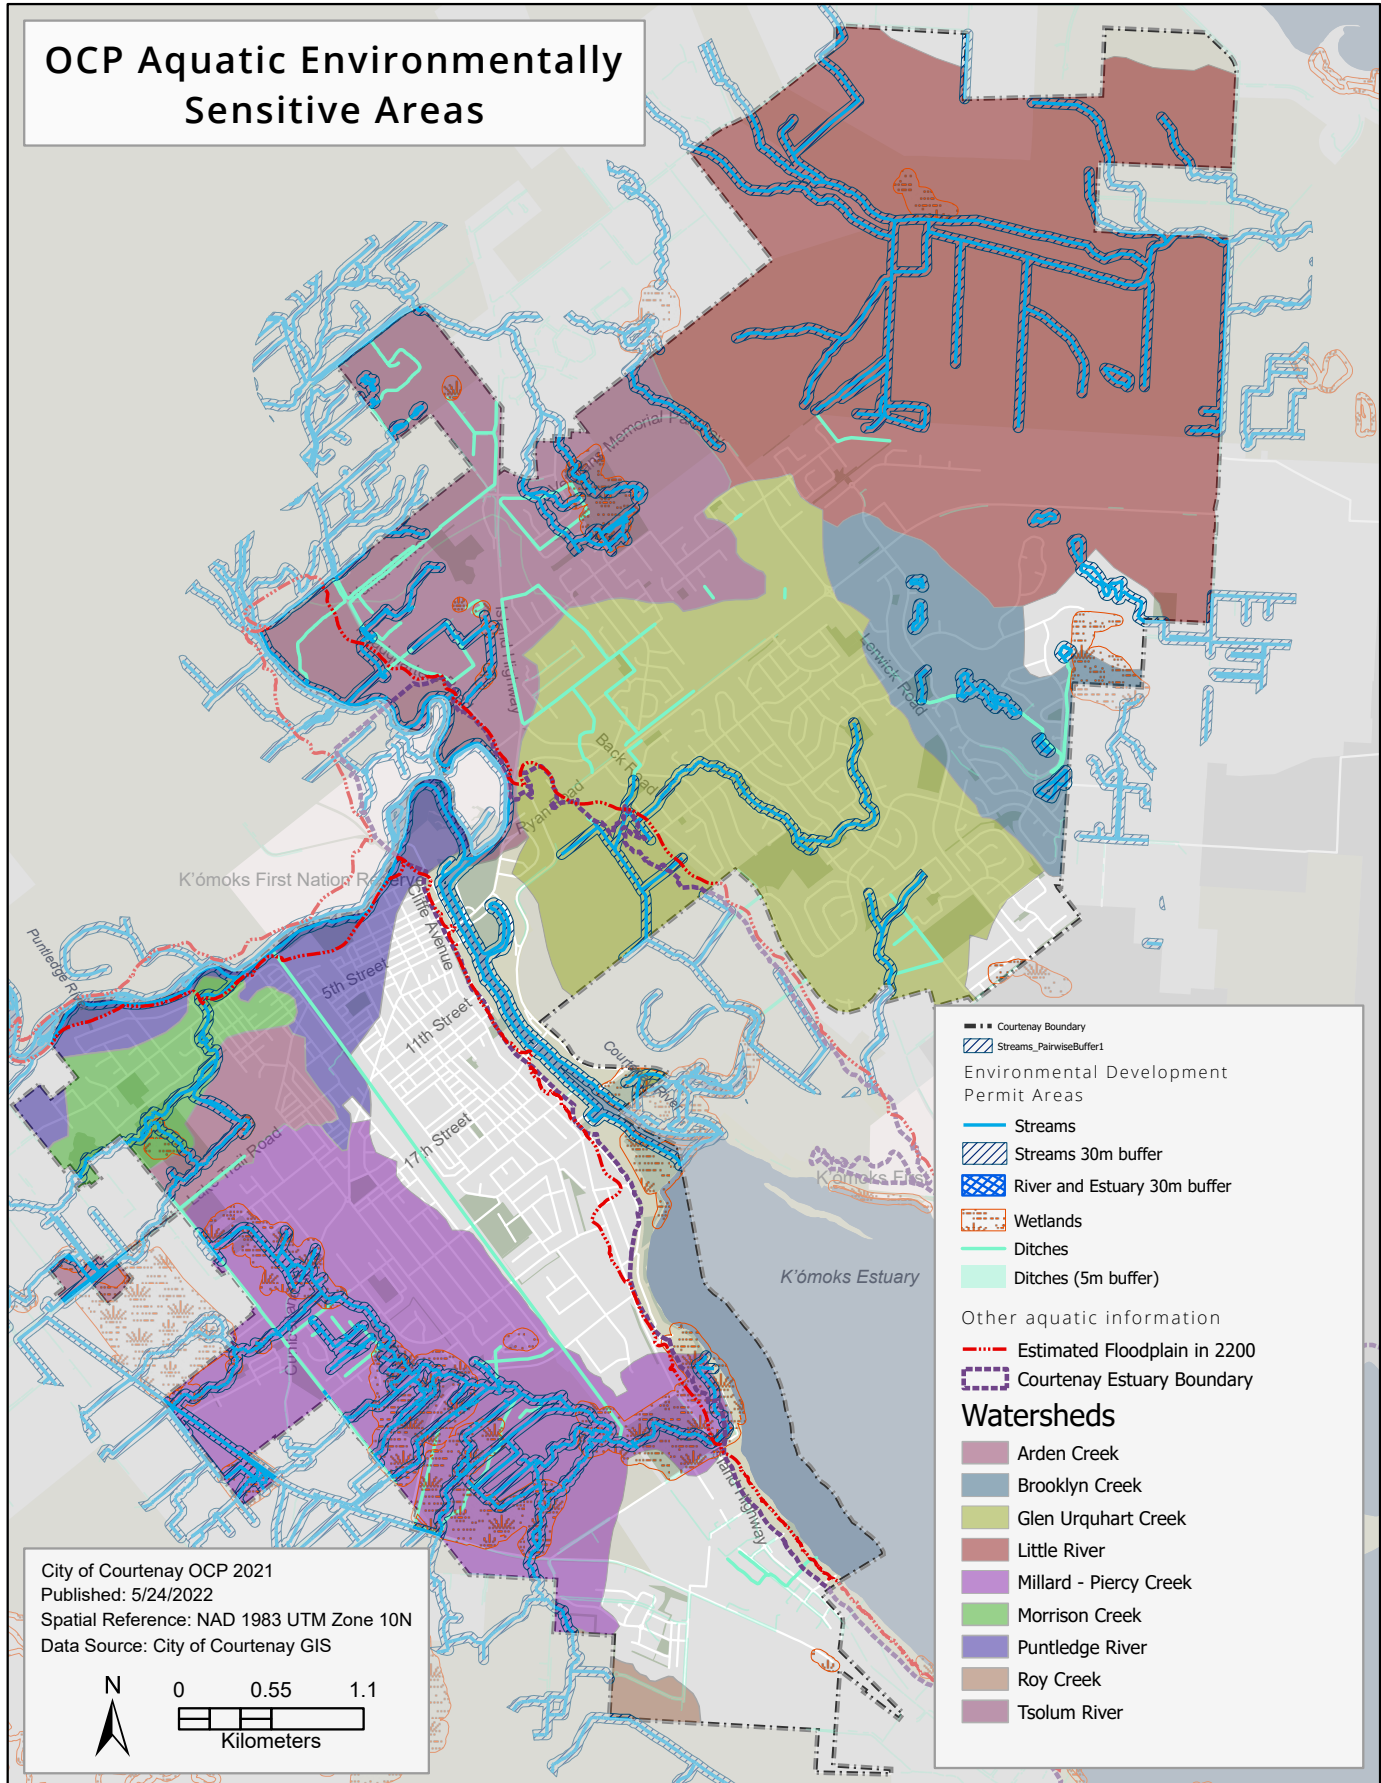 OCP Aquatic Environmentally
Sensitive Areas
Island Highway
Lerwick Road
Back Road
Ryan Road
K'ómoks First Nation Reserve
Cliffe Avenue
Puntledge
5th Street
11th Street
17th Street
River
K'ómoks First
K'ómoks Estuary
Courtenay Boundary
Streams_PairwiseBuffer1
Environmental Development
Permit Areas
Streams
Streams 30m buffer
River and Estuary 30m buffer
Wetlands
Ditches
Ditches (5m buffer)
Other aquatic information
Estimated Floodplain in 2200
Courtenay Estuary Boundary
Watersheds
Arden Creek
Brooklyn Creek
Glen Urquhart Creek
Little River
Millard - Piercy Creek
Morrison Creek
Puntledge River
Roy Creek
Tsolum River
City of Courtenay OCP 2021
Published: 5/24/2022
Spatial Reference: NAD 1983 UTM Zone 10N
Data Source: City of Courtenay GIS
N
0 0.55 1.1
Kilometers